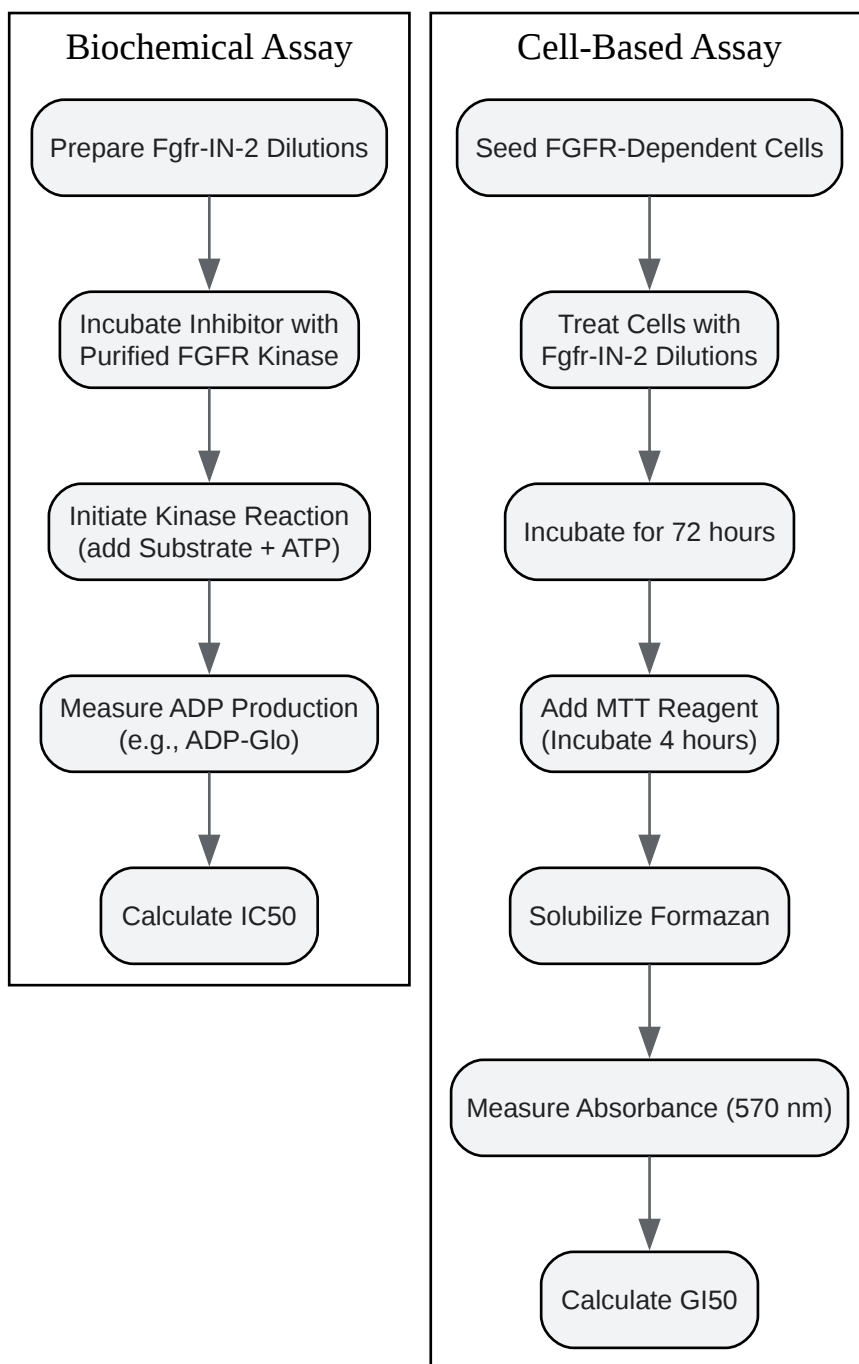 Biochemical Assay
Prepare Fgfr-IN-2 Dilutions
Incubate Inhibitor with
Purified FGFR Kinase
Initiate Kinase Reaction
(add Substrate + ATP)
Measure ADP Production
(e.g., ADP-Glo)
Calculate IC50
Cell-Based Assay
Seed FGFR-Dependent Cells
Treat Cells with
Fgfr-IN-2 Dilutions
Incubate for 72 hours
Add MTT Reagent
(Incubate 4 hours)
Solubilize Formazan
Measure Absorbance (570 nm)
Calculate GI50